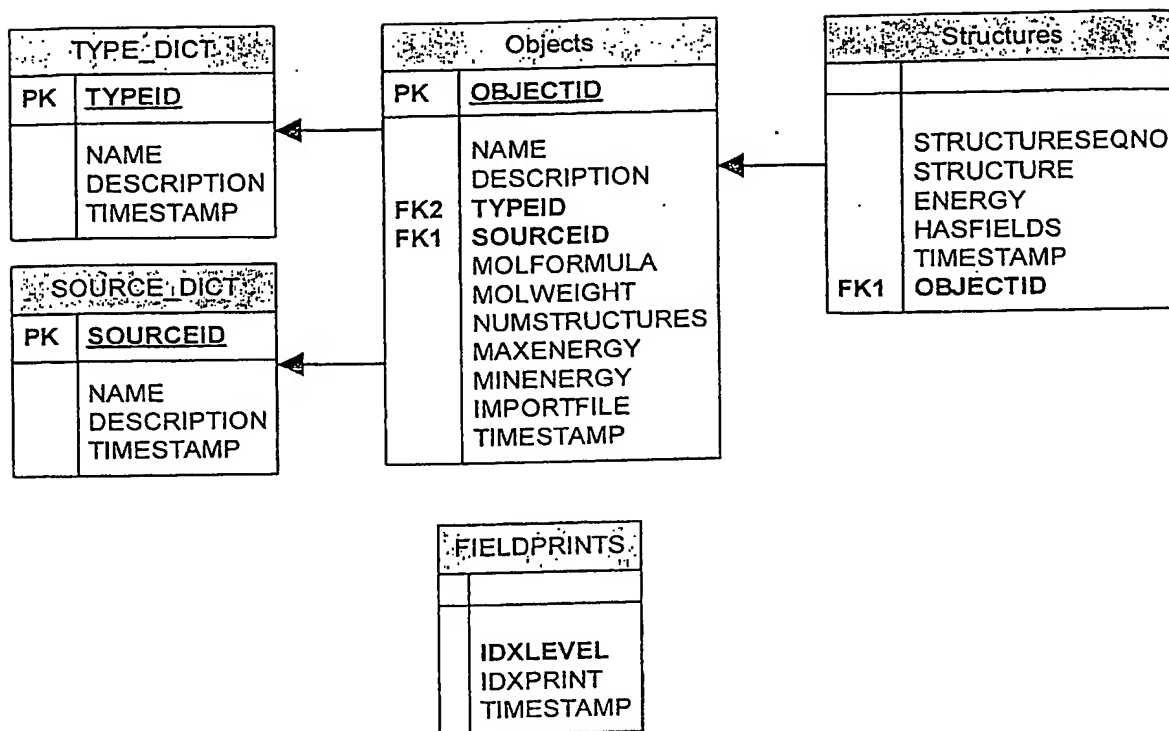 TYPE_DICT
PK TYPEID
NAME
DESCRIPTION
TIMESTAMP
SOURCE_DICT
PK SOURCEID
NAME
DESCRIPTION
TIMESTAMP
Objects
PK OBJECTID
NAME
DESCRIPTION
FK2 TYPEID
FK1 SOURCEID
MOLFORMULA
MOLWEIGHT
NUMSTRUCTURES
MAXENERGY
MINENERGY
IMPORTFILE
TIMESTAMP
Structures
STRUCTURESEQNO
STRUCTURE
ENERGY
HASFIELDS
TIMESTAMP
FK1 OBJECTID
FIELDPRINTS
IDXLEVEL
IDXPRINT
TIMESTAMP